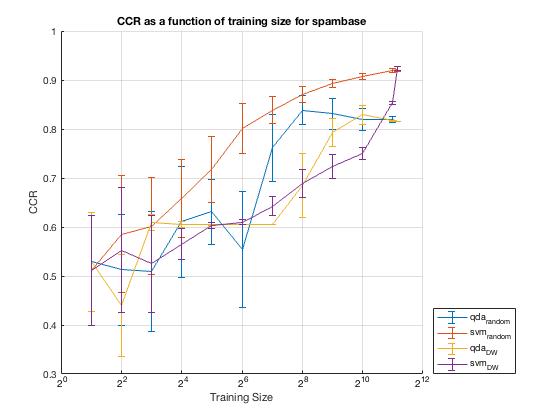 CCR as a function of training size for spambase
1
0.9
0.8
0.7
0.6
0.5
0.4
0.3
CCR
2^0 2^2 2^4 2^6 2^8 2^10 2^12
Training Size
qda_random
svm_random
qda_DW
svm_DW